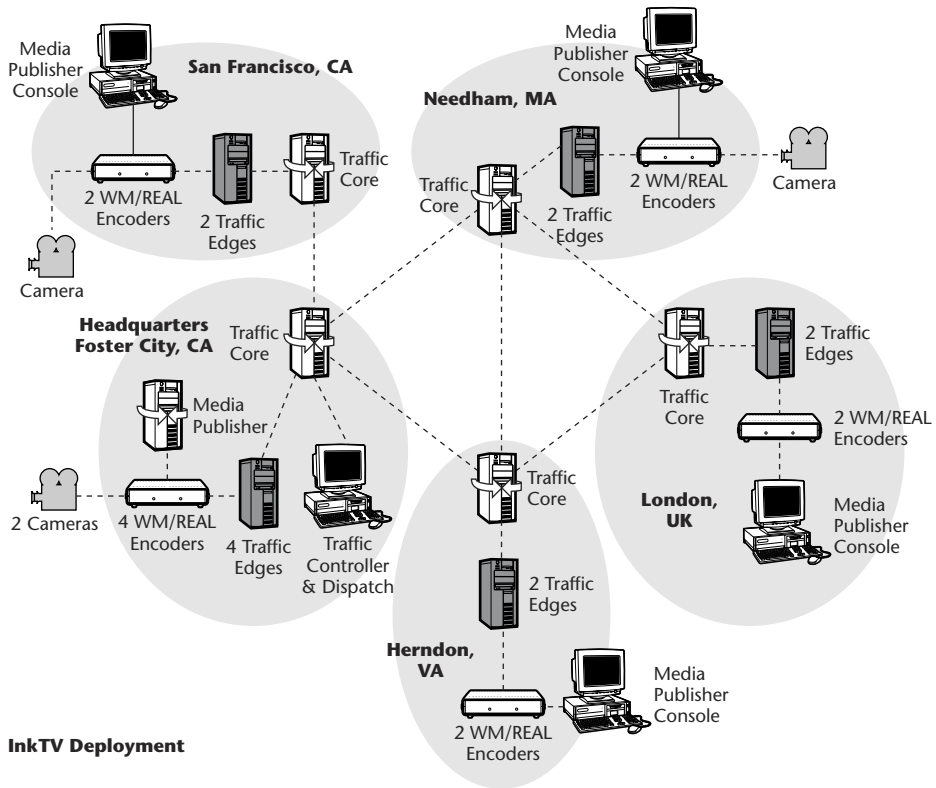 Media
Publisher
Console
San Francisco, CA
2 WM/REAL
Encoders
2 Traffic
Edges
Traffic
Core
Camera
Media
Publisher
Console
Needham, MA
Traffic
Core
2 Traffic
Edges
2 WM/REAL
Encoders
Camera
Headquarters
Foster City, CA
Traffic
Core
Media
Publisher
2 Cameras
4 WM/REAL
Encoders
4 Traffic
Edges
Traffic
Controller
& Dispatch
2 Traffic
Edges
Traffic
Core
2 WM/REAL
Encoders
London,
UK
Media
Publisher
Console
Traffic
Core
2 Traffic
Edges
Herndon,
VA
2 WM/REAL
Encoders
Media
Publisher
Console
InkTV Deployment